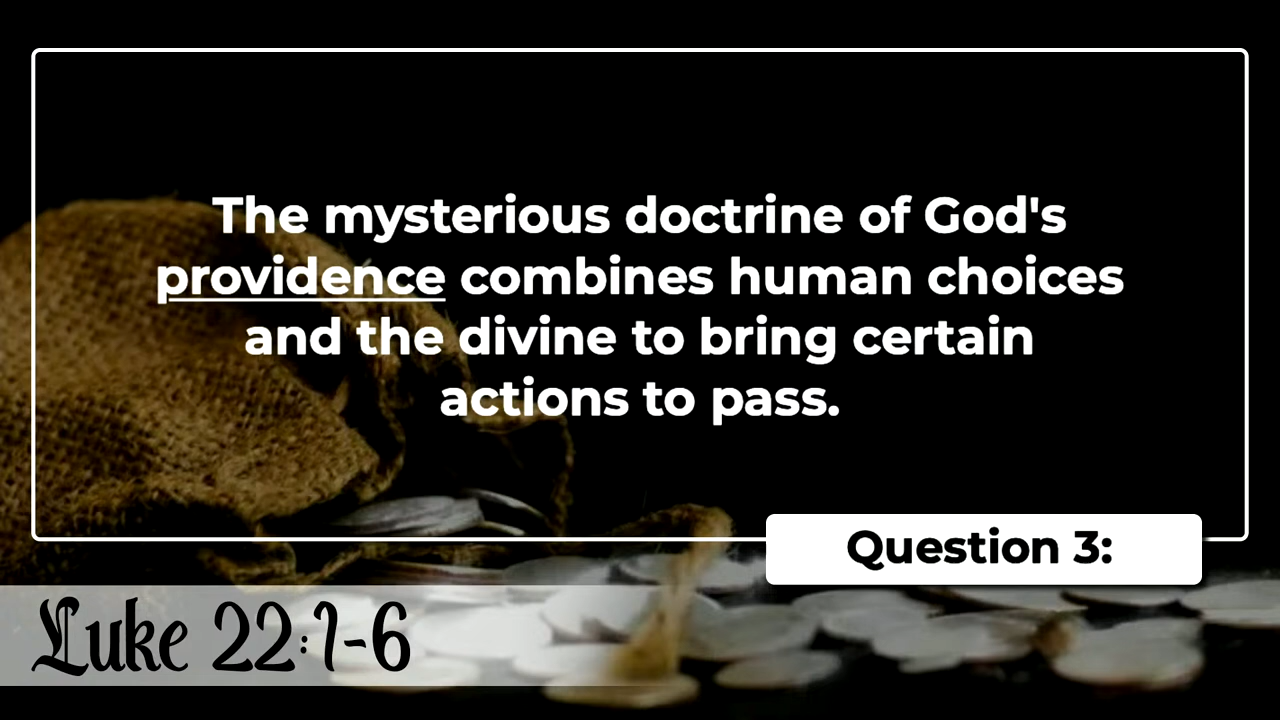 The mysterious doctrine of God's
providence combines human choices
and the divine to bring certain
actions to pass.
Question 3:
Luke 22:1-6